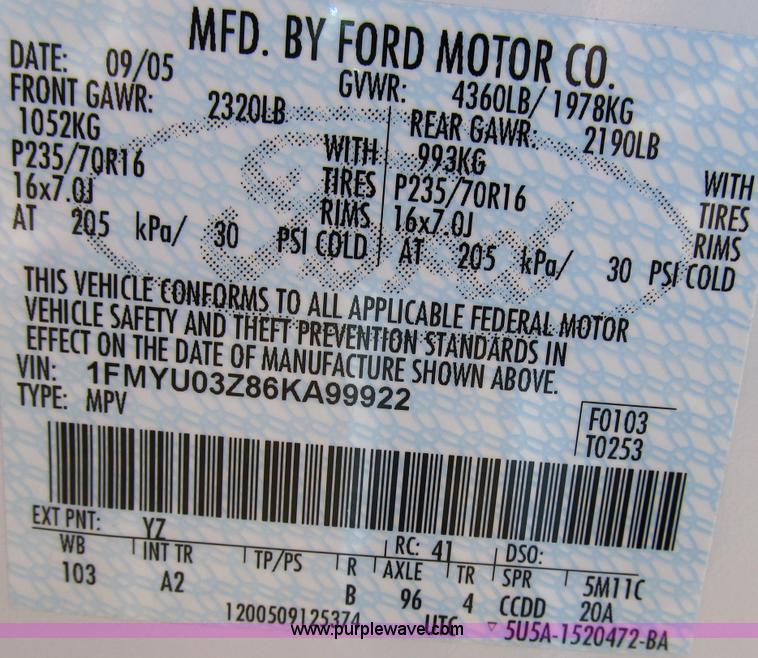 MFD. BY FORD MOTOR CO.
DATE: 09/05 GVWR: 4360LB/ 1978KG
FRONT GAWR: 2320LB REAR GAWR: 2190LB
1052KG WITH 993KG WITH
P235/70R16 TIRES P235/70R16 TIRES
16x7.0J RIMS 16x7.0J RIMS
AT 205 kPa/ 30 PSI COLD AT 205 kPa/ 30 PSI COLD
THIS VEHICLE CONFORMS TO ALL APPLICABLE FEDERAL MOTOR
VEHICLE SAFETY AND THEFT PREVENTION STANDARDS IN
EFFECT ON THE DATE OF MANUFACTURE SHOWN ABOVE.
VIN: 1FMYU03Z86KA99922
TYPE: MPV
F0103
T0253
EXT PNT: YZ RC: 41 DSO:
WB INT TR TP/PS R AXLE TR SPR 5M11C
103 A2 B 96 4 CCDD 20A
1200509125374 UTC ▽ 5U5A-1520472-BA
www.purplewave.com
Ford